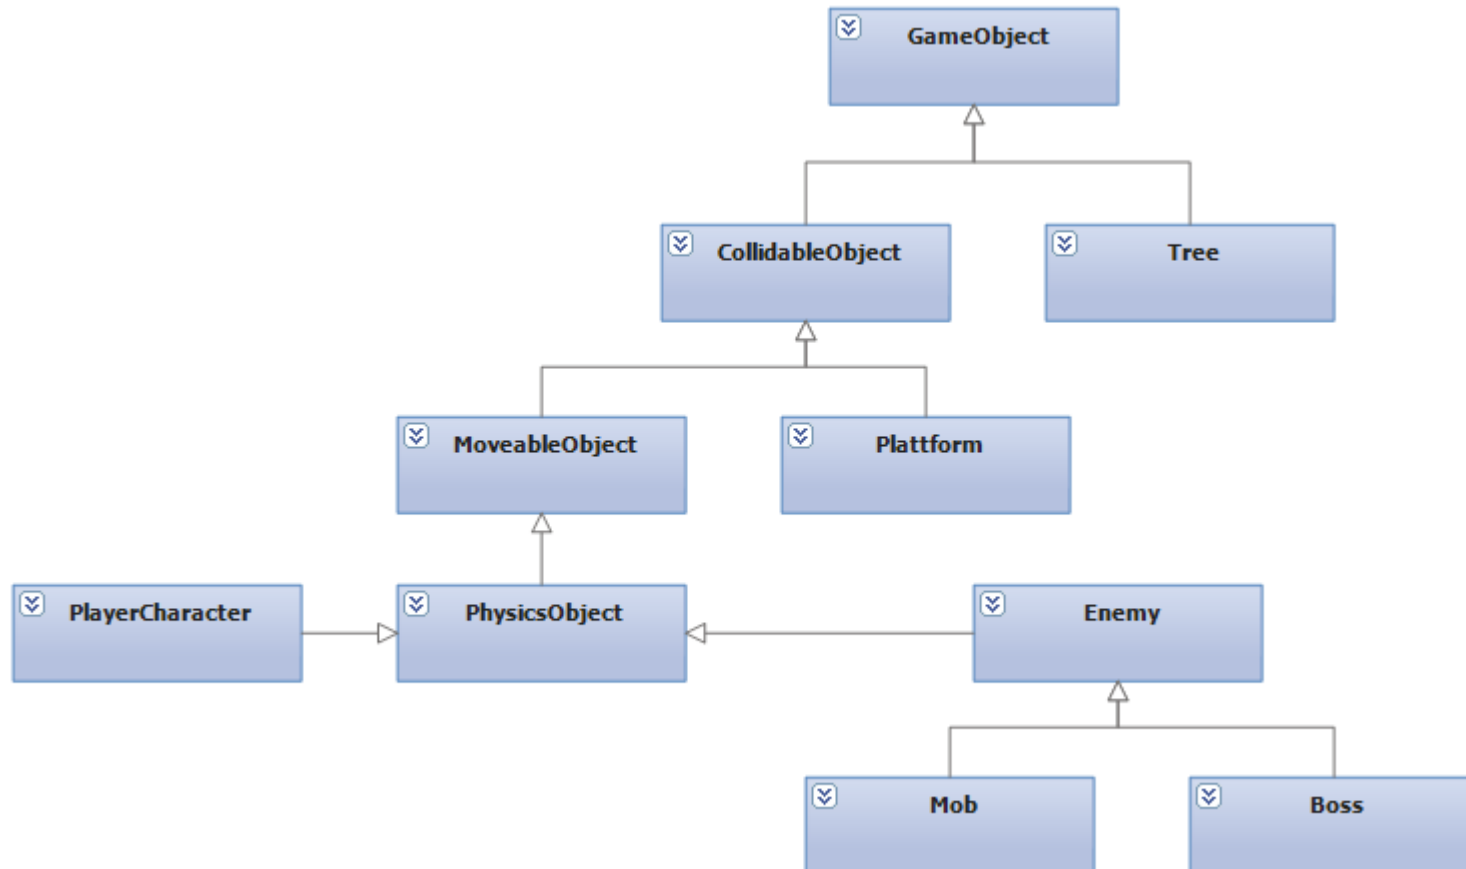 GameObject
CollidableObject
Tree
MoveableObject
Plattform
PlayerCharacter
PhysicsObject
Enemy
Mob
Boss